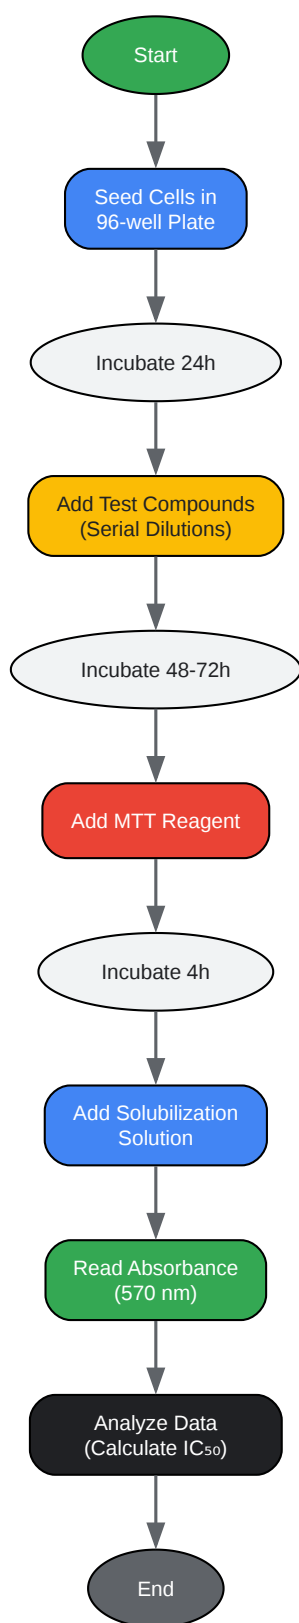 Start
Seed Cells in
96-well Plate
Incubate 24h
Add Test Compounds
(Serial Dilutions)
Incubate 48-72h
Add MTT Reagent
Incubate 4h
Add Solubilization
Solution
Read Absorbance
(570 nm)
Analyze Data
(Calculate IC₅₀)
End